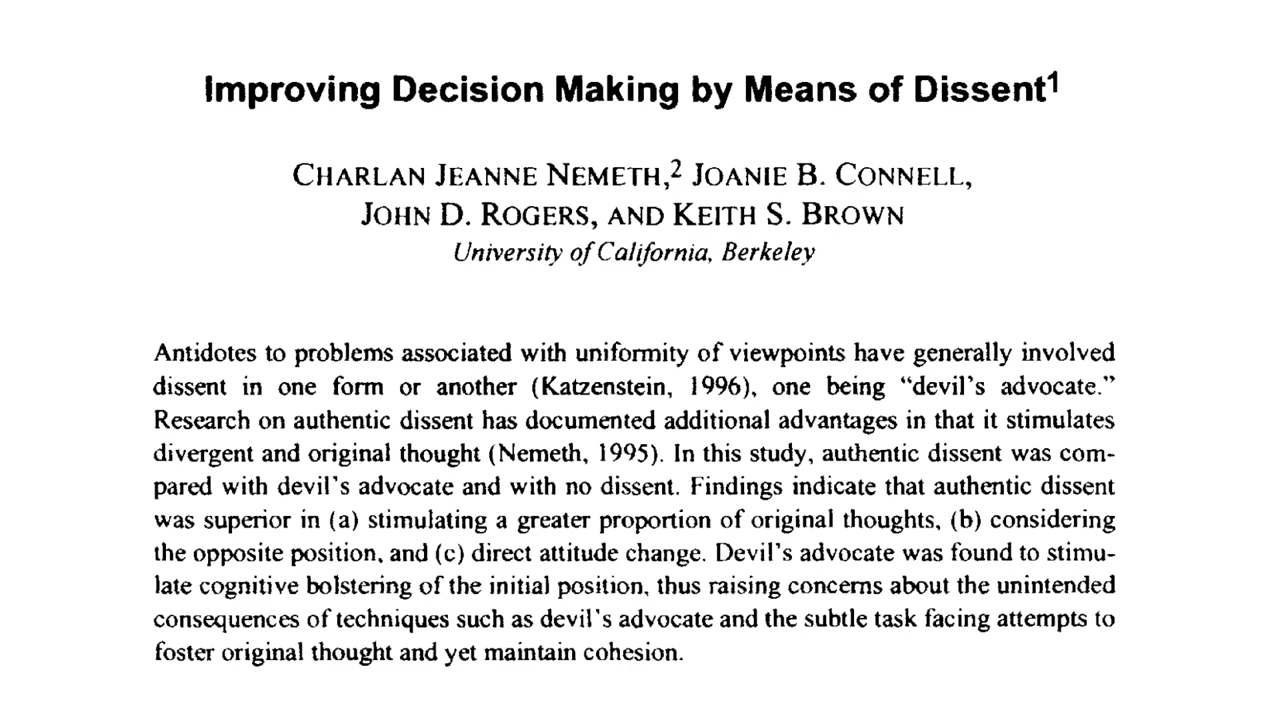 Improving Decision Making by Means of Dissent¹
CHARLAN JEANNE NEMETH,² JOANIE B. CONNELL,
JOHN D. ROGERS, AND KEITH S. BROWN
University of California, Berkeley
Antidotes to problems associated with uniformity of viewpoints have generally involved
dissent in one form or another (Katzenstein, 1996), one being “devil’s advocate.”
Research on authentic dissent has documented additional advantages in that it stimulates
divergent and original thought (Nemeth, 1995). In this study, authentic dissent was com-
pared with devil’s advocate and with no dissent. Findings indicate that authentic dissent
was superior in (a) stimulating a greater proportion of original thoughts, (b) considering
the opposite position, and (c) direct attitude change. Devil’s advocate was found to stimu-
late cognitive bolstering of the initial position, thus raising concerns about the unintended
consequences of techniques such as devil’s advocate and the subtle task facing attempts to
foster original thought and yet maintain cohesion.